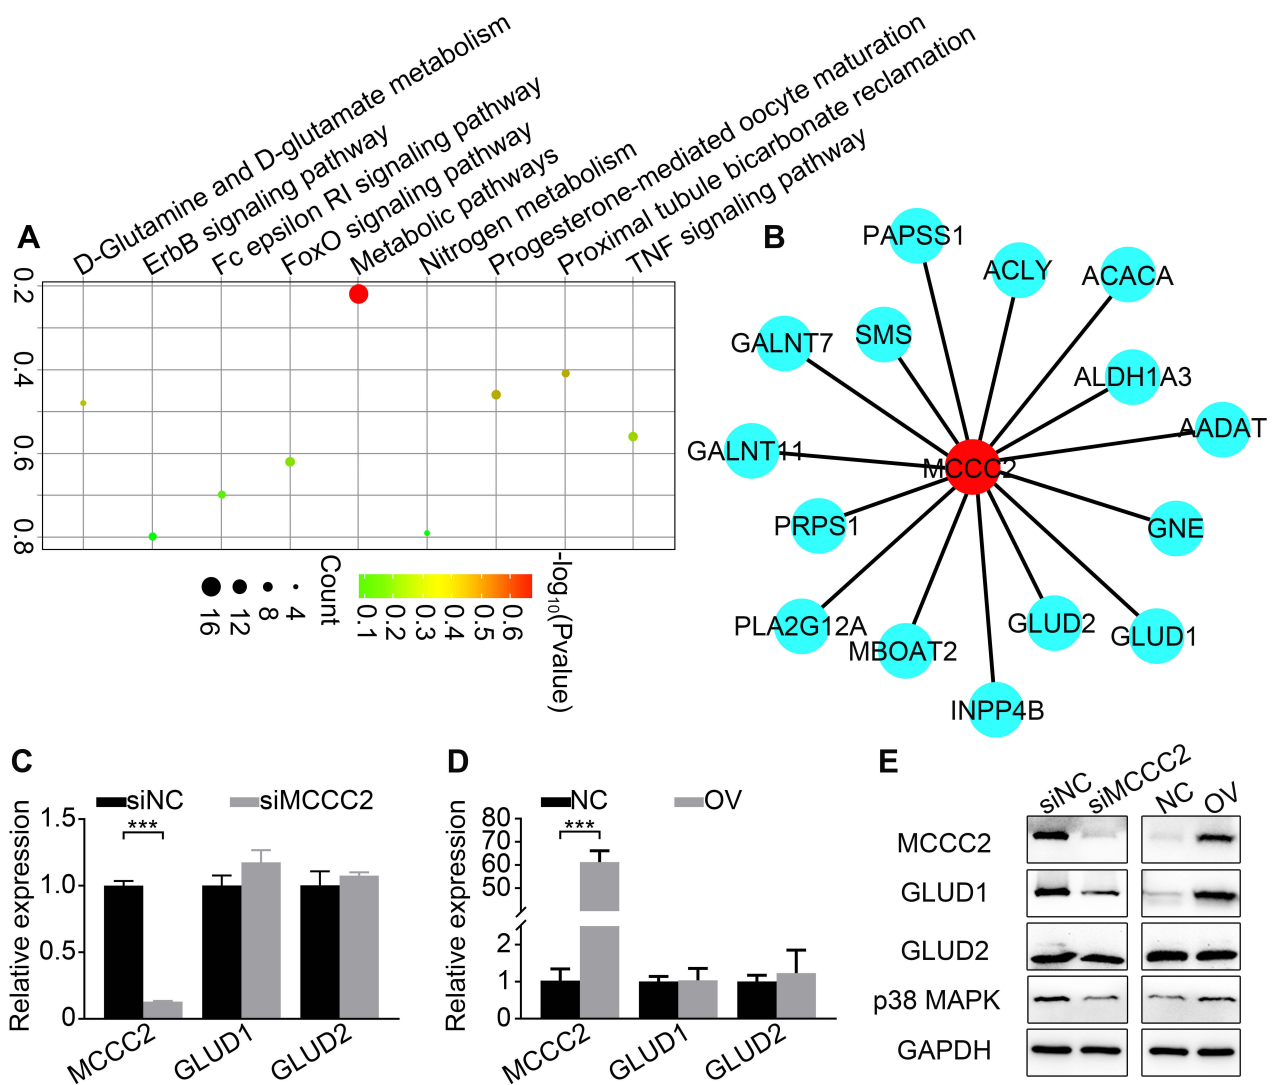 A
D-Glutamine and D-glutamate metabolism
ErbB signaling pathway
Fc epsilon RI signaling pathway
FoxO signaling pathway
Metabolic pathways
Nitrogen metabolism
Progesterone-mediated oocyte maturation
Proximal tubule bicarbonate reclamation
TNF signaling pathway
0.2
0.4
0.6
0.8
16
12
8
4
Count
0.1
0.2
0.3
0.4
0.5
0.6
-log₁₀(Pvalue)
B
PAPSS1
ACLY
ACACA
GALNT7
SMS
ALDH1A3
AADAT
GALNT11
MCCC2
PRPS1
GNE
PLA2G12A
MBOAT2
GLUD2
GLUD1
INPP4B
C
siNC
siMCCC2
Relative expression
1.5
1.0
0.5
0
***
MCCC2
GLUD1
GLUD2
D
NC
OV
Relative expression
80
70
60
50
2
1
0
***
MCCC2
GLUD1
GLUD2
E
siNC
siMCCC2
NC
OV
MCCC2
GLUD1
GLUD2
p38 MAPK
GAPDH